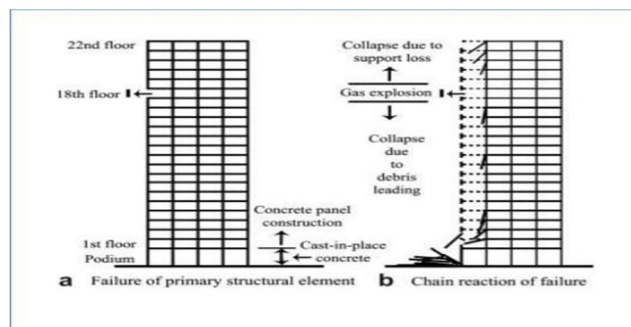 22nd floor
18th floor
Concrete panel
construction
1st floor
Podium
Cast-in-place
concrete
a Failure of primary structural element
Collapse due to
support loss
Gas explosion
Collapse
due
to
debris
leading
b Chain reaction of failure